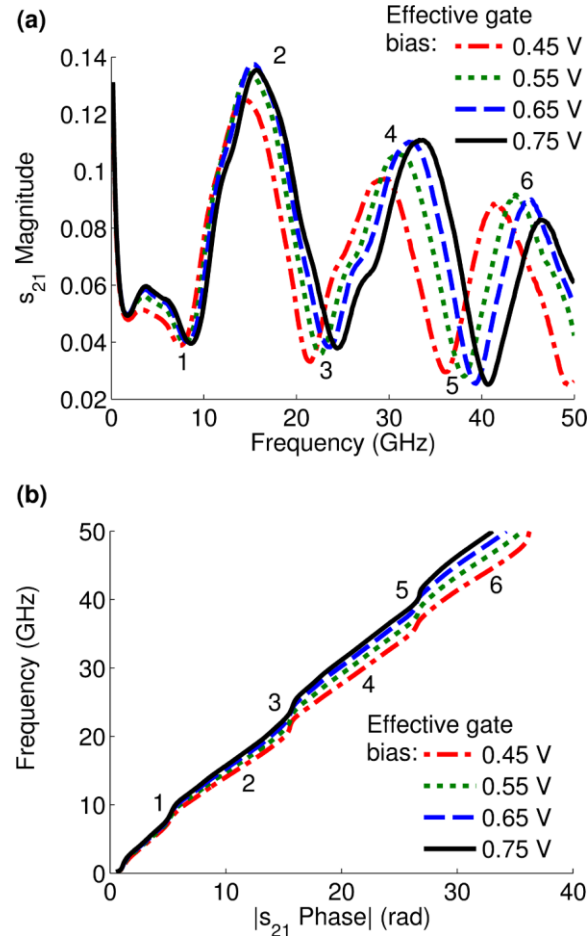 (a)
Effective gate
bias:
0.45 V
0.55 V
0.65 V
0.75 V
0.14
0.12
0.1
0.08
0.06
0.04
0.02
s21 Magnitude
1
2
3
4
5
6
0 10 20 30 40 50
Frequency (GHz)
(b)
50
40
30
20
10
0
Frequency (GHz)
1
2
3
4
5
6
Effective gate
bias:
0.45 V
0.55 V
0.65 V
0.75 V
0 10 20 30 40
|s21 Phase| (rad)